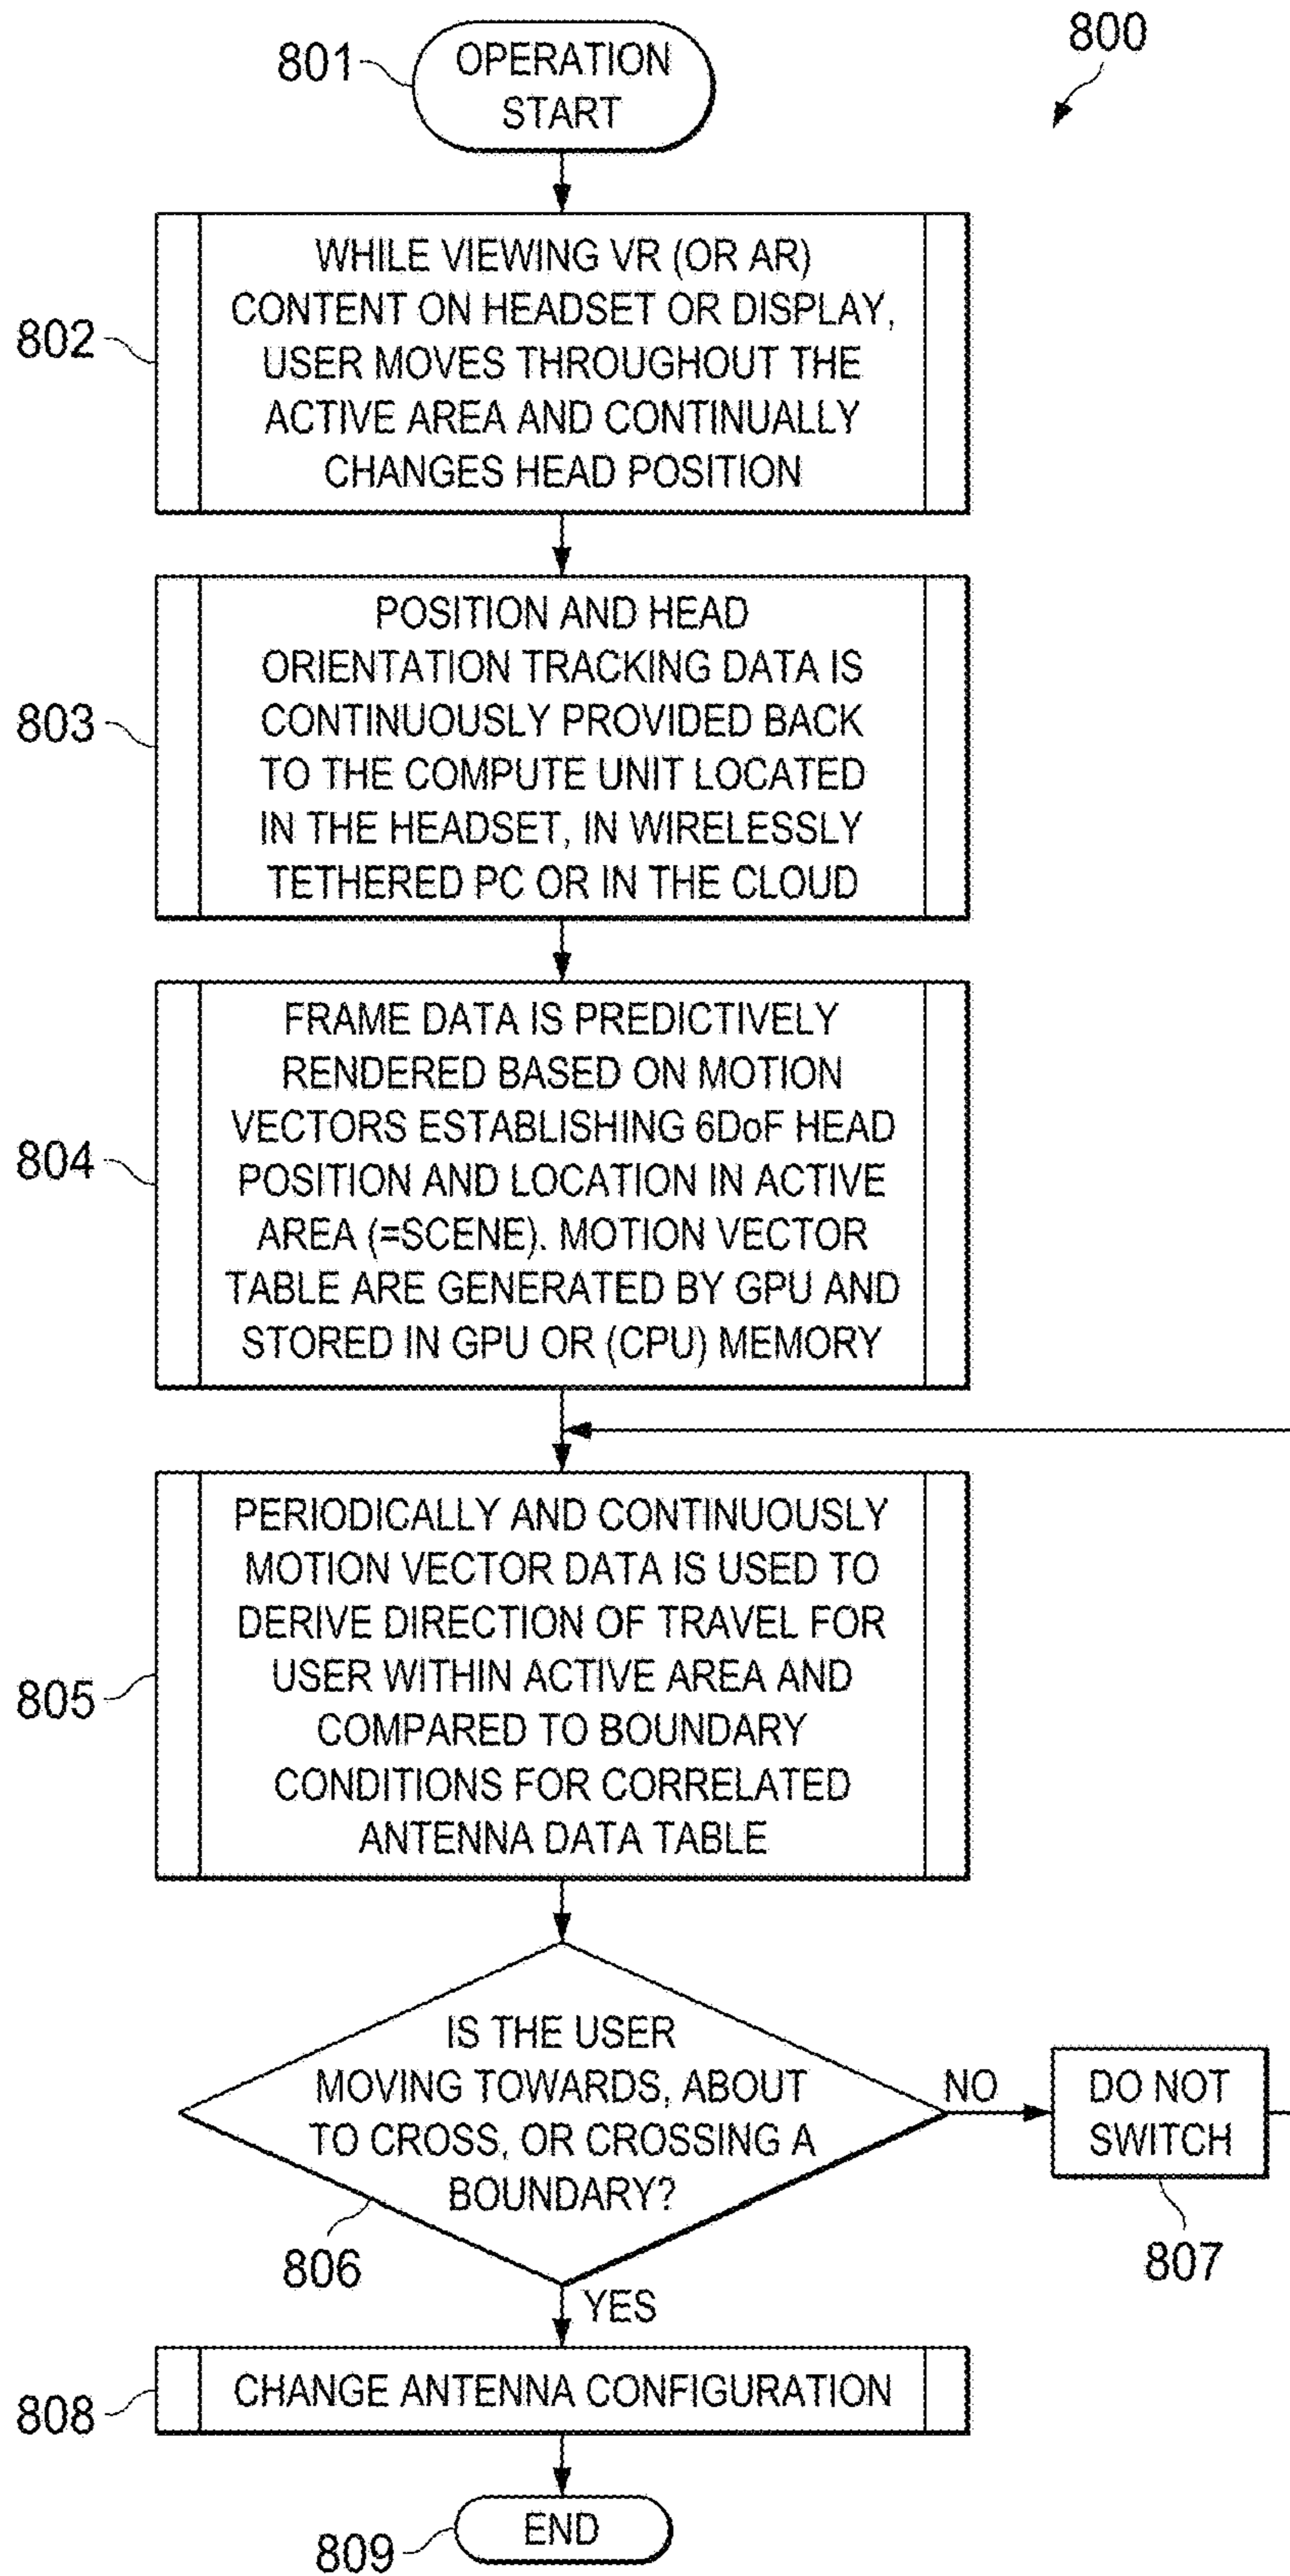 800
801
OPERATION
START
802
WHILE VIEWING VR (OR AR)
CONTENT ON HEADSET OR DISPLAY,
USER MOVES THROUGHOUT THE
ACTIVE AREA AND CONTINUALLY
CHANGES HEAD POSITION
803
POSITION AND HEAD
ORIENTATION TRACKING DATA IS
CONTINUOUSLY PROVIDED BACK
TO THE COMPUTE UNIT LOCATED
IN THE HEADSET, IN WIRELESSLY
TETHERED PC OR IN THE CLOUD
804
FRAME DATA IS PREDICTIVELY
RENDERED BASED ON MOTION
VECTORS ESTABLISHING 6DoF HEAD
POSITION AND LOCATION IN ACTIVE
AREA (=SCENE). MOTION VECTOR
TABLE ARE GENERATED BY GPU AND
STORED IN GPU OR (CPU) MEMORY
805
PERIODICALLY AND CONTINUOUSLY
MOTION VECTOR DATA IS USED TO
DERIVE DIRECTION OF TRAVEL FOR
USER WITHIN ACTIVE AREA AND
COMPARED TO BOUNDARY
CONDITIONS FOR CORRELATED
ANTENNA DATA TABLE
IS THE USER
MOVING TOWARDS, ABOUT
TO CROSS, OR CROSSING A
BOUNDARY?
806
NO
DO NOT
SWITCH
807
YES
808
CHANGE ANTENNA CONFIGURATION
809
END